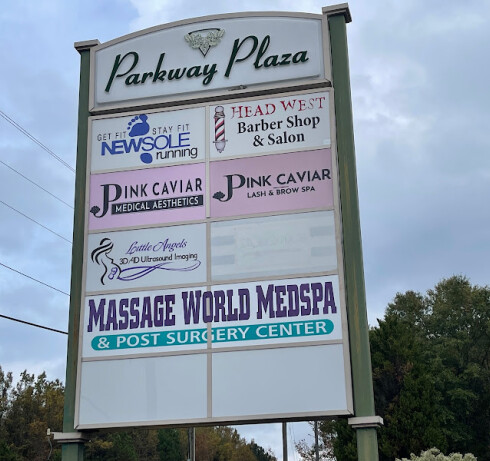 Parkway Plaza
GET FIT STAY FIT
NEWSOLE
running
HEAD WEST
Barber Shop
& Salon
PINK CAVIAR
MEDICAL AESTHETICS
PINK CAVIAR
LASH & BROW SPA
Little Angels
3D/4D Ultrasound Imaging
MASSAGE WORLD MEDSPA
& POST SURGERY CENTER